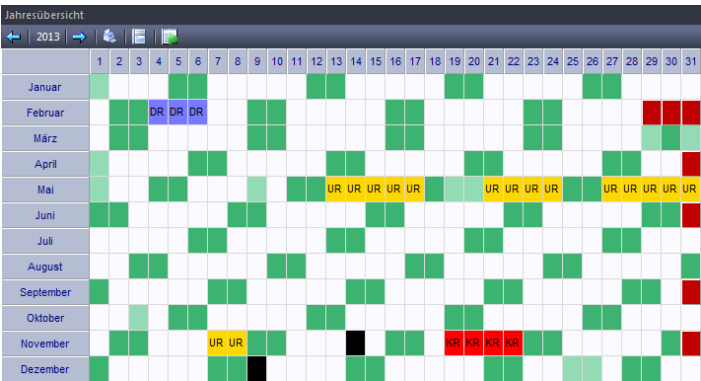 Jahresübersicht
2013
1 2 3 4 5 6 7 8 9 10 11 12 13 14 15 16 17 18 19 20 21 22 23 24 25 26 27 28 29 30 31
Januar
Februar DR DR DR
März
April
Mai UR UR UR UR UR UR UR UR UR UR UR UR UR UR
Juni
Juli
August
September
Oktober
November UR UR KR KR KR KR
Dezember